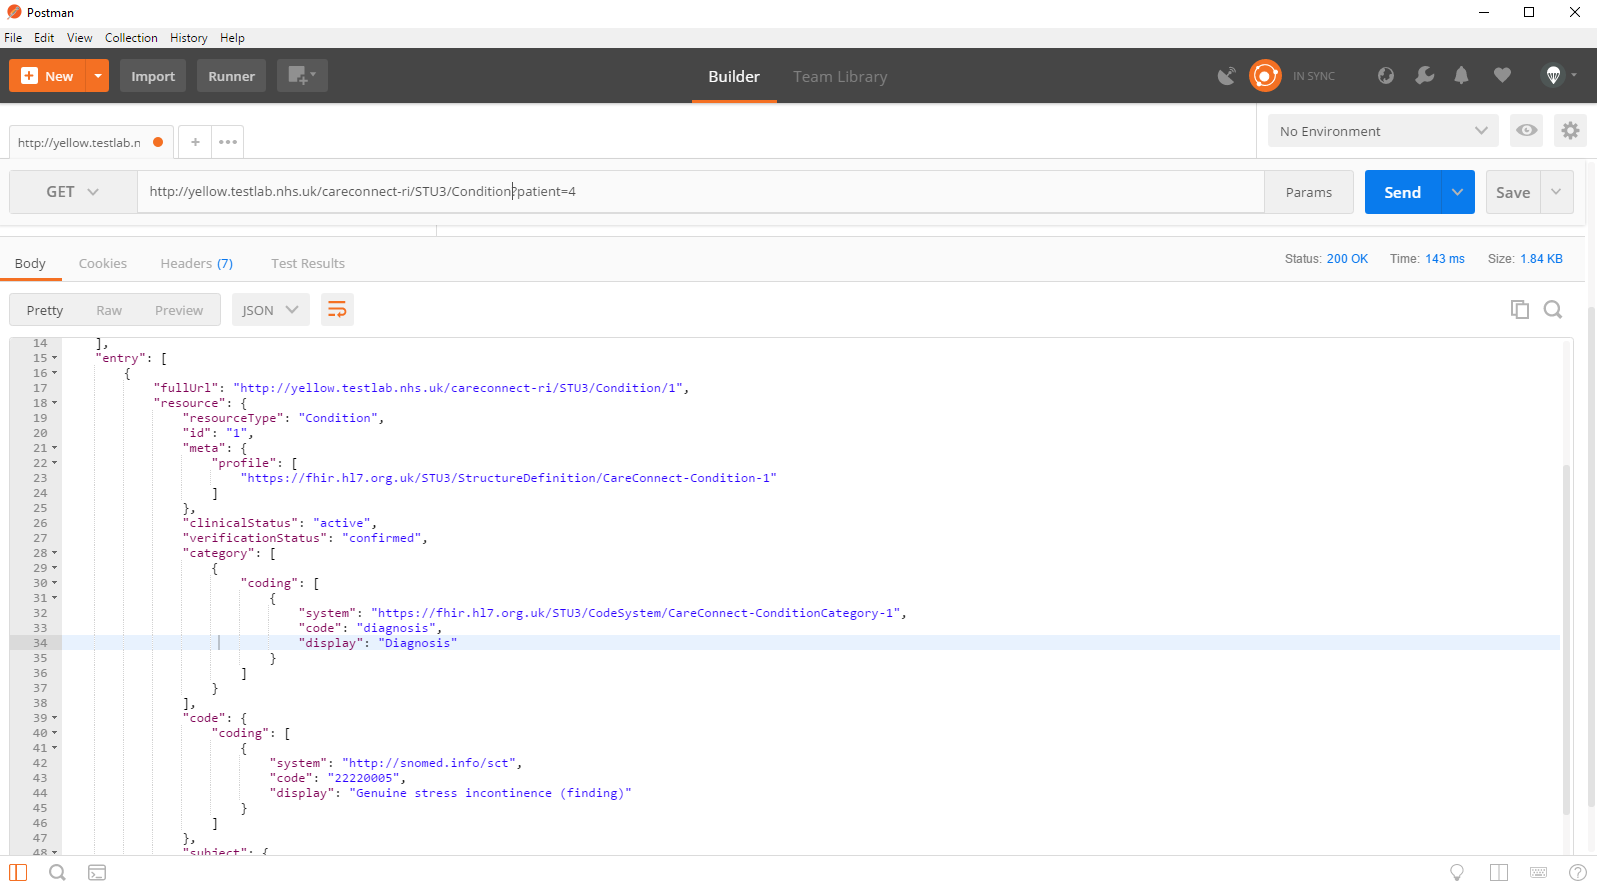 Postman
File Edit View Collection History Help
New Import Runner Builder Team Library IN SYNC
http://yellow.testlab.n + ••• No Environment
GET http://yellow.testlab.nhs.uk/careconnect-ri/STU3/Condition?patient=4 Params Send Save
Body Cookies Headers (7) Test Results Status: 200 OK Time: 143 ms Size: 1.84 KB
Pretty Raw Preview JSON
14 ],
15 "entry": [
16 {
17 "fullUrl": "http://yellow.testlab.nhs.uk/careconnect-ri/STU3/Condition/1",
18 "resource": {
19 "resourceType": "Condition",
20 "id": "1",
21 "meta": {
22 "profile": [
23 "https://fhir.hl7.org.uk/STU3/StructureDefinition/CareConnect-Condition-1"
24 ]
25 },
26 "clinicalStatus": "active",
27 "verificationStatus": "confirmed",
28 "category": [
29 {
30 "coding": [
31 {
32 "system": "https://fhir.hl7.org.uk/STU3/CodeSystem/CareConnect-ConditionCategory-1",
33 "code": "diagnosis",
34 "display": "Diagnosis"
35 }
36 ]
37 }
38 ],
39 "code": {
40 "coding": [
41 {
42 "system": "http://snomed.info/sct",
43 "code": "22220005",
44 "display": "Genuine stress incontinence (finding)"
45 }
46 ]
47 },
48 "subject": {